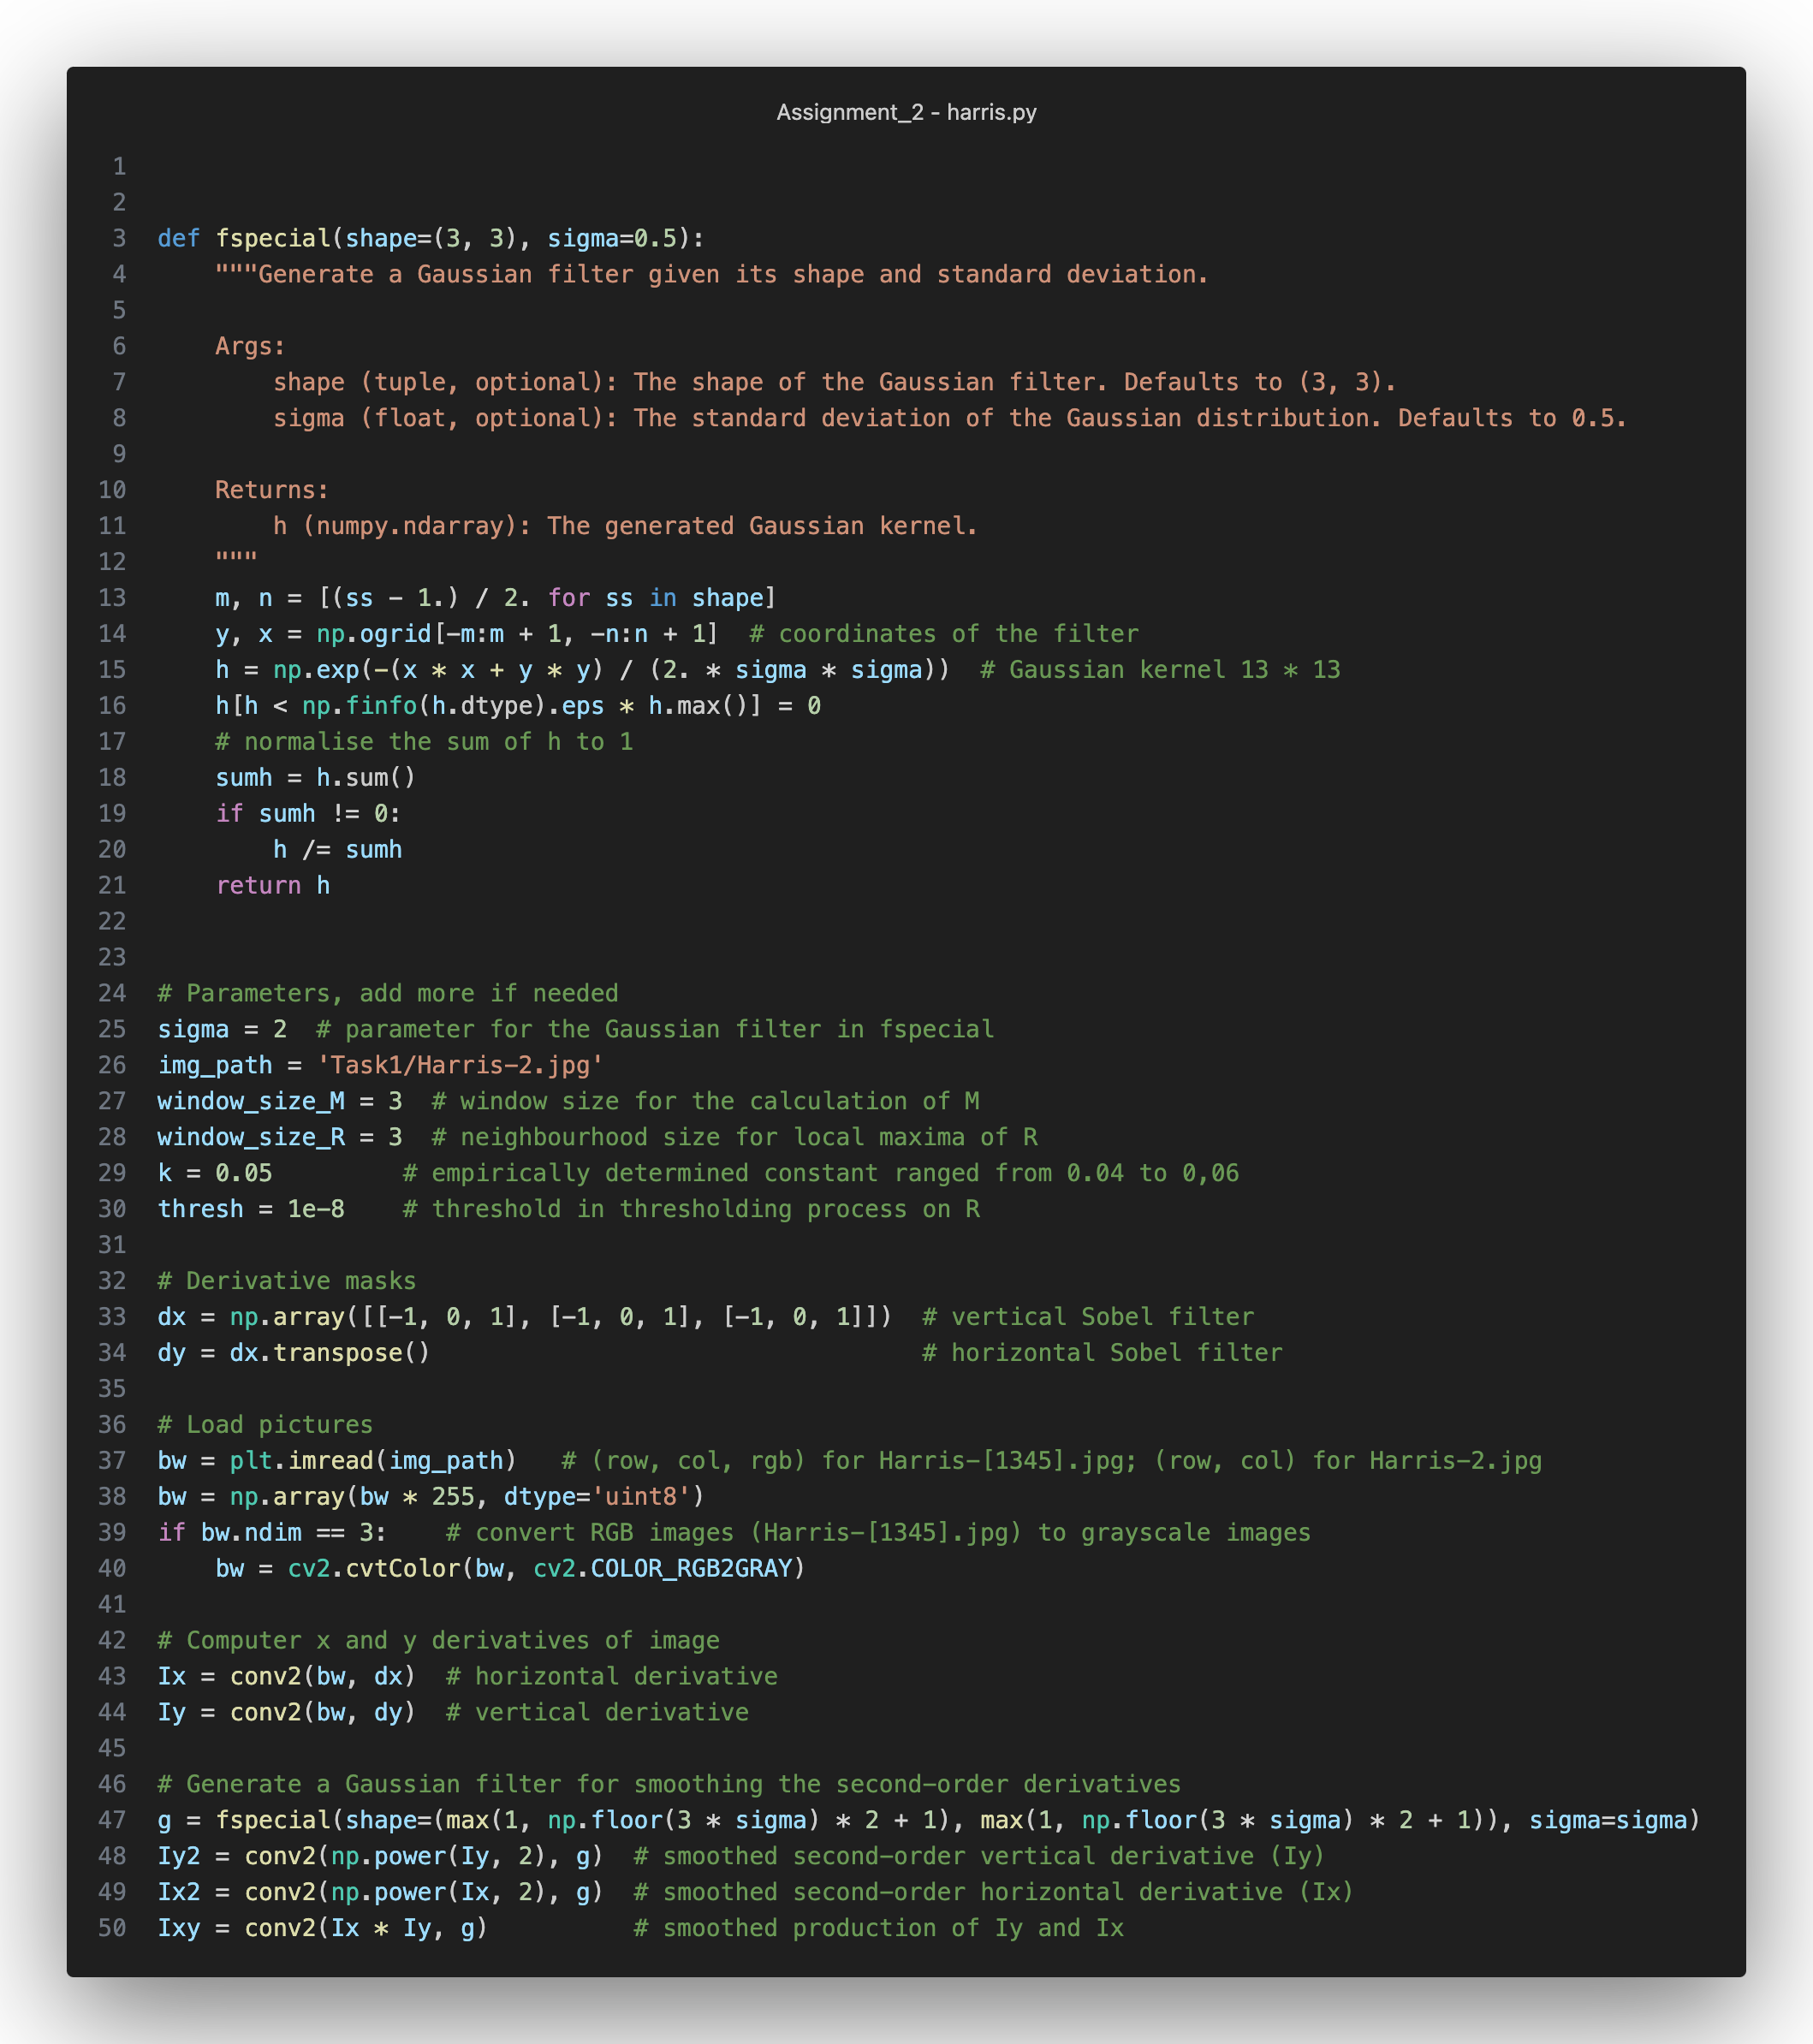 Assignment_2 - harris.py
1
2
3 def fspecial(shape=(3, 3), sigma=0.5):
4     """Generate a Gaussian filter given its shape and standard deviation.
5
6     Args:
7         shape (tuple, optional): The shape of the Gaussian filter. Defaults to (3, 3).
8         sigma (float, optional): The standard deviation of the Gaussian distribution. Defaults to 0.5.
9
10     Returns:
11         h (numpy.ndarray): The generated Gaussian kernel.
12     """
13     m, n = [(ss - 1.) / 2. for ss in shape]
14     y, x = np.ogrid[-m:m + 1, -n:n + 1]  # coordinates of the filter
15     h = np.exp(-(x * x + y * y) / (2. * sigma * sigma))  # Gaussian kernel 13 * 13
16     h[h < np.finfo(h.dtype).eps * h.max()] = 0
17     # normalise the sum of h to 1
18     sumh = h.sum()
19     if sumh != 0:
20         h /= sumh
21     return h
22
23
24 # Parameters, add more if needed
25 sigma = 2  # parameter for the Gaussian filter in fspecial
26 img_path = 'Task1/Harris-2.jpg'
27 window_size_M = 3  # window size for the calculation of M
28 window_size_R = 3  # neighbourhood size for local maxima of R
29 k = 0.05         # empirically determined constant ranged from 0.04 to 0,06
30 thresh = 1e-8    # threshold in thresholding process on R
31
32 # Derivative masks
33 dx = np.array([[-1, 0, 1], [-1, 0, 1], [-1, 0, 1]])  # vertical Sobel filter
34 dy = dx.transpose()                                  # horizontal Sobel filter
35
36 # Load pictures
37 bw = plt.imread(img_path)   # (row, col, rgb) for Harris-[1345].jpg; (row, col) for Harris-2.jpg
38 bw = np.array(bw * 255, dtype='uint8')
39 if bw.ndim == 3:    # convert RGB images (Harris-[1345].jpg) to grayscale images
40     bw = cv2.cvtColor(bw, cv2.COLOR_RGB2GRAY)
41
42 # Computer x and y derivatives of image
43 Ix = conv2(bw, dx)  # horizontal derivative
44 Iy = conv2(bw, dy)  # vertical derivative
45
46 # Generate a Gaussian filter for smoothing the second-order derivatives
47 g = fspecial(shape=(max(1, np.floor(3 * sigma) * 2 + 1), max(1, np.floor(3 * sigma) * 2 + 1)), sigma=sigma)
48 Iy2 = conv2(np.power(Iy, 2), g)  # smoothed second-order vertical derivative (Iy)
49 Ix2 = conv2(np.power(Ix, 2), g)  # smoothed second-order horizontal derivative (Ix)
50 Ixy = conv2(Ix * Iy, g)          # smoothed production of Iy and Ix